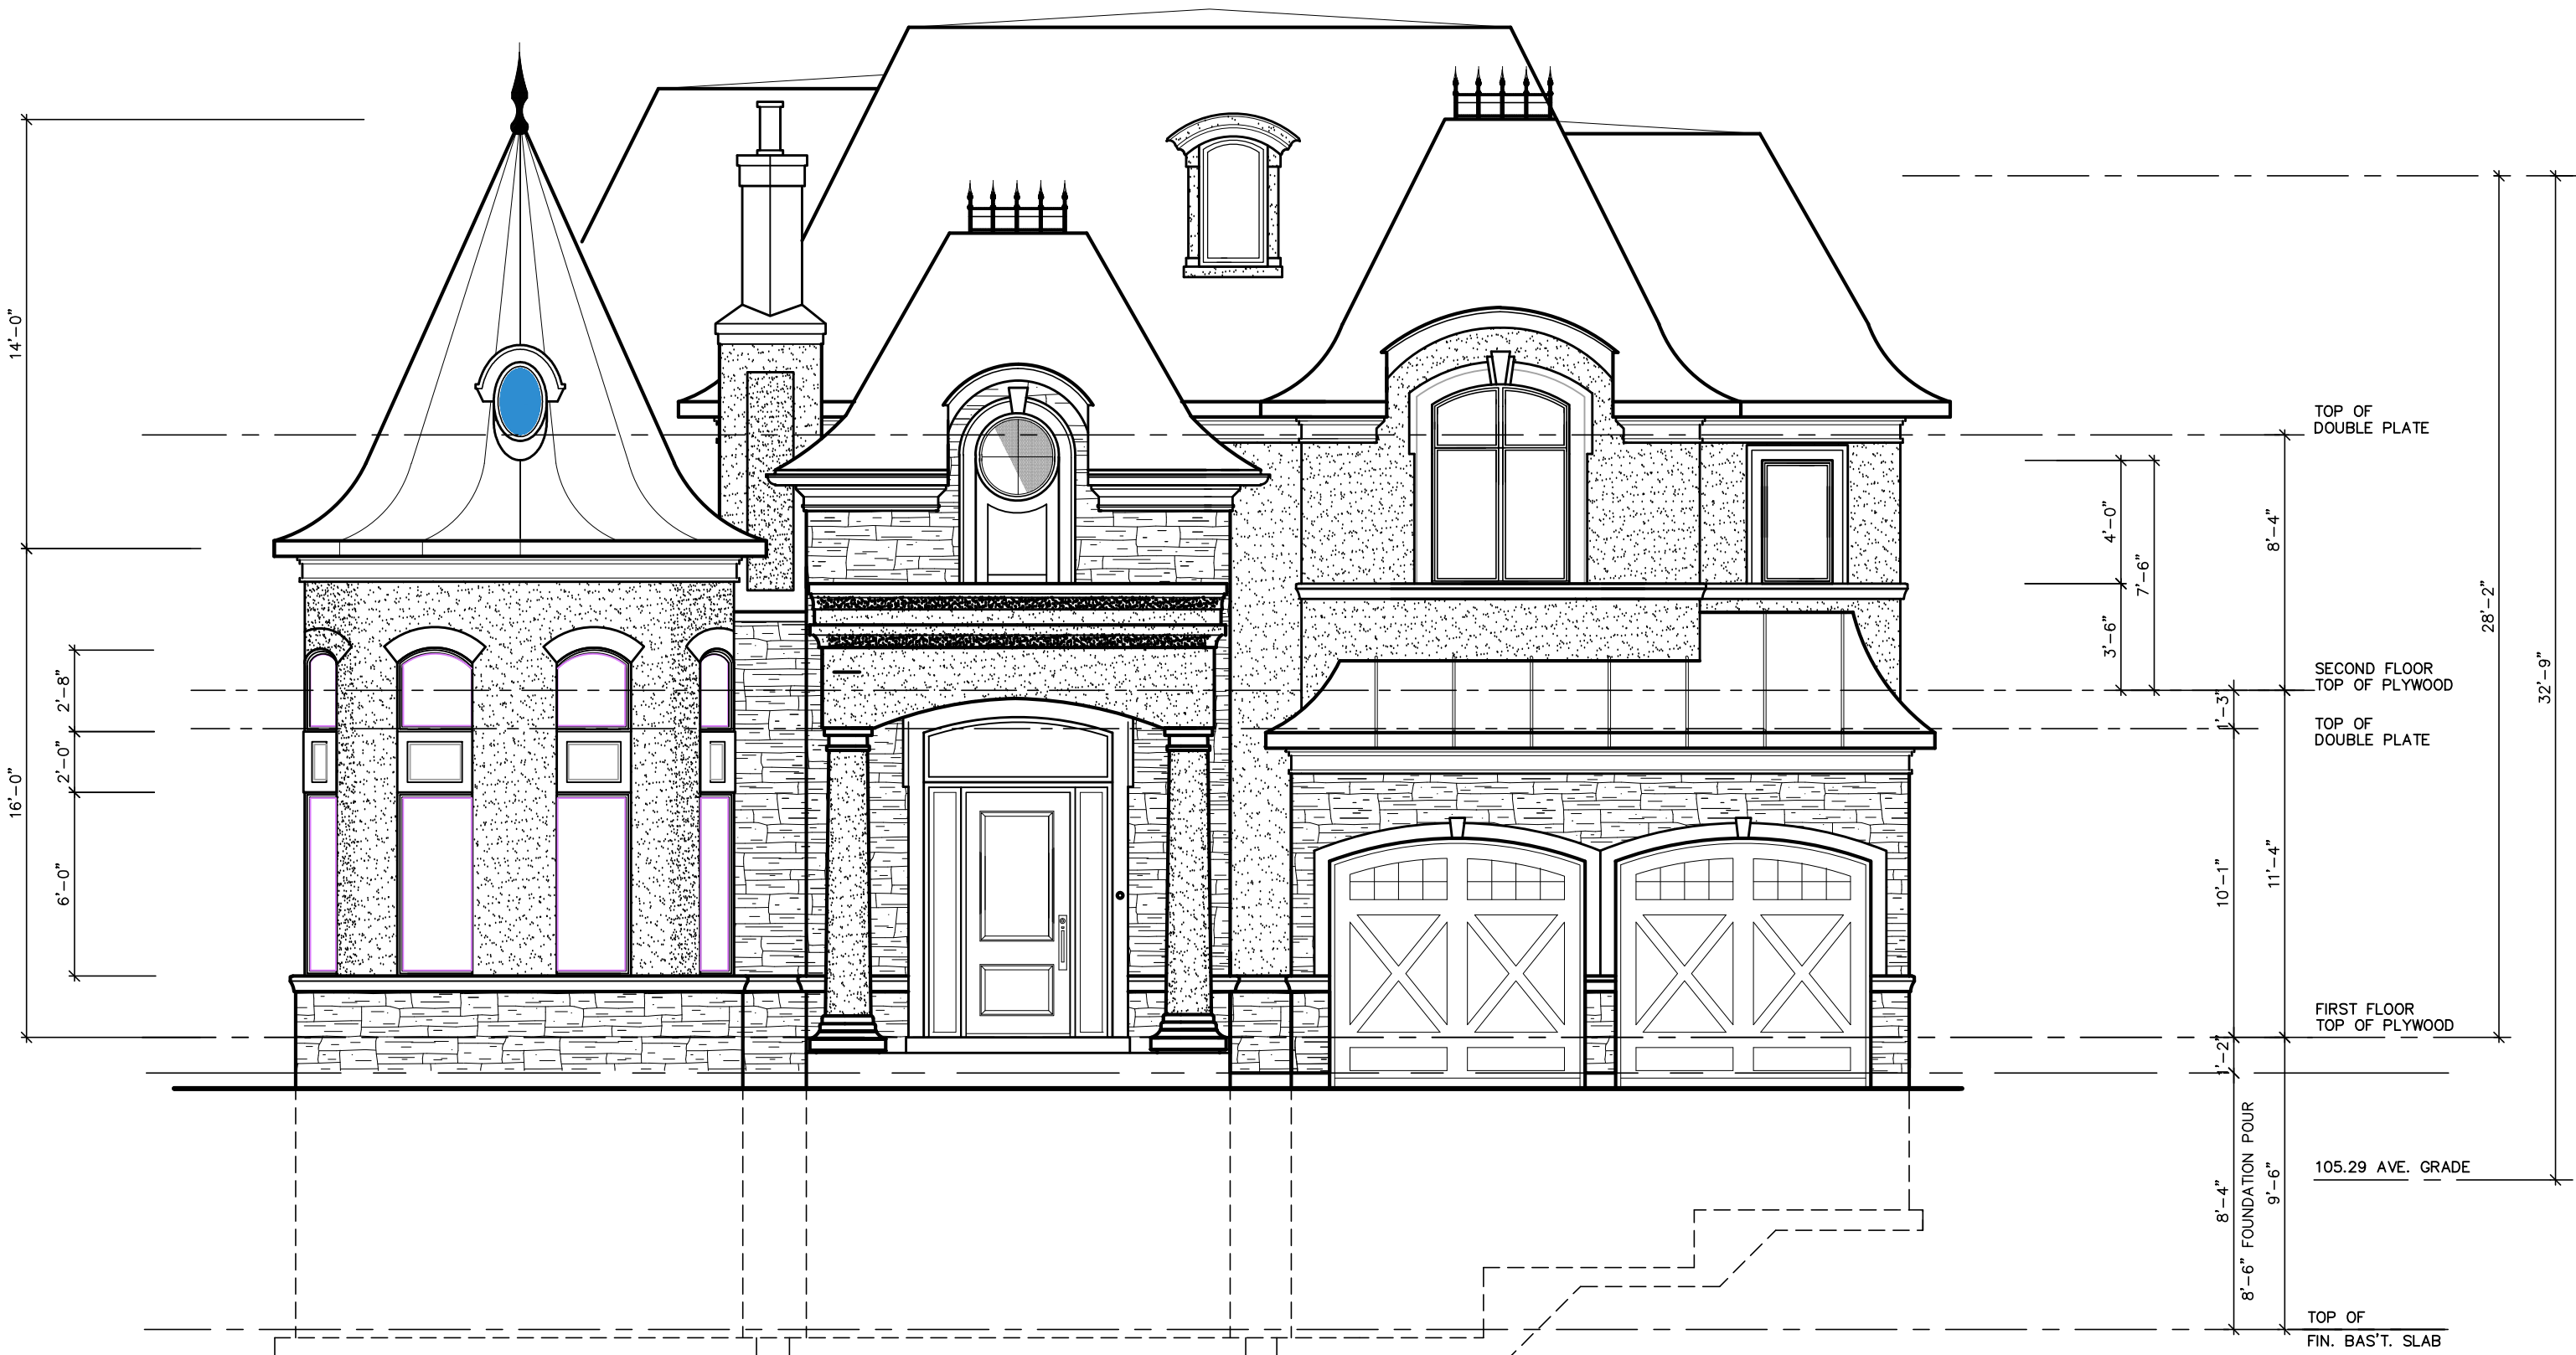 14'-0"
16'-0"
2'-8"
2'-0"
6'-0"
4'-0"
7'-6"
3'-6"
8'-4"
28'-2"
32'-9"
TOP OF
DOUBLE PLATE
SECOND FLOOR
TOP OF PLYWOOD
1'-3"
TOP OF
DOUBLE PLATE
10'-1"
11'-4"
FIRST FLOOR
TOP OF PLYWOOD
1'-2"
8'-4"
8'-6" FOUNDATION POUR
9'-6"
105.29 AVE. GRADE
TOP OF
FIN. BAS'T. SLAB